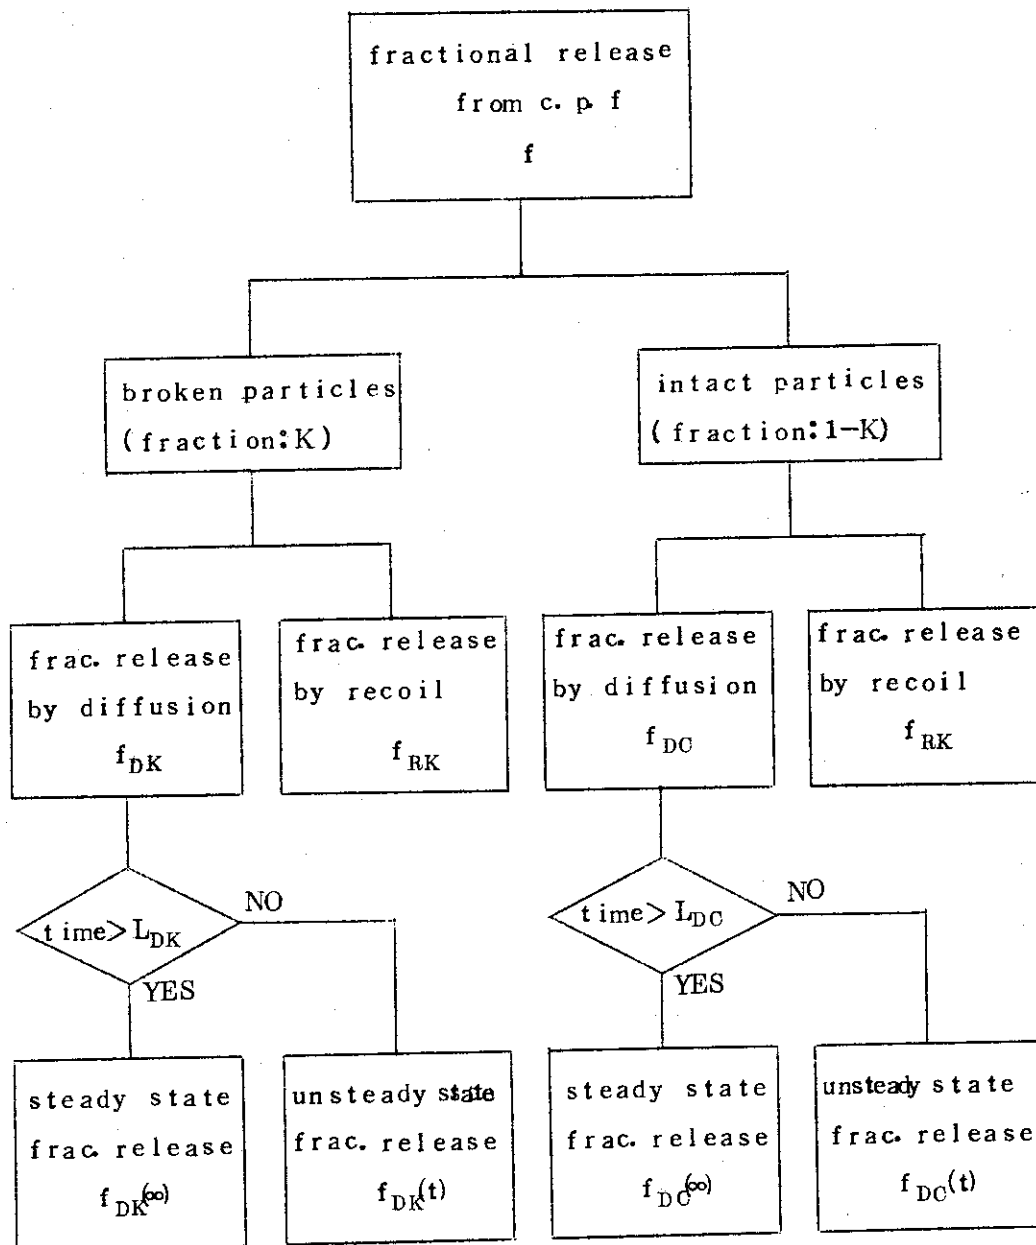 fractional release
from c. p. f
f
broken particles
(fraction:K)
intact particles
(fraction:1-K)
frac. release
by diffusion
f_DK
frac. release
by recoil
f_RK
frac. release
by diffusion
f_DC
frac. release
by recoil
f_RK
time > L_DK
NO
YES
time > L_DC
NO
YES
steady state
frac. release
f_DK(∞)
unsteady state
frac. release
f_DK(t)
steady state
frac. release
f_DC(∞)
unsteady state
frac. release
f_DC(t)